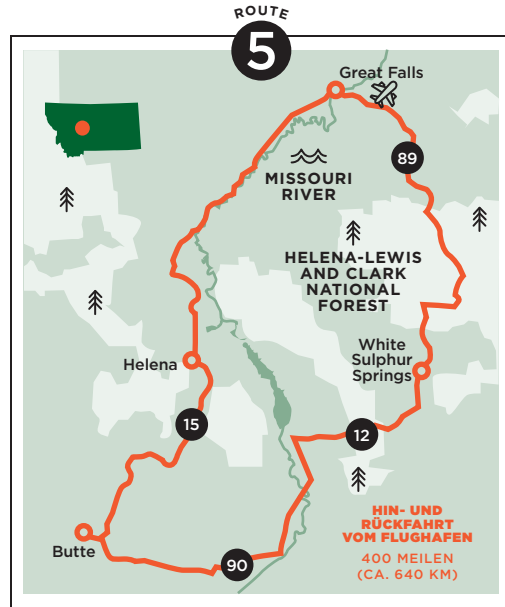 ROUTE
5
Great Falls
89
MISSOURI
RIVER
HELENA-LEWIS
AND CLARK
NATIONAL
FOREST
White
Sulphur
Springs
Helena
15
12
Butte
90
HIN- UND
RÜCKFAHRT
VOM FLUGHAFEN
400 MEILEN
(CA. 640 KM)